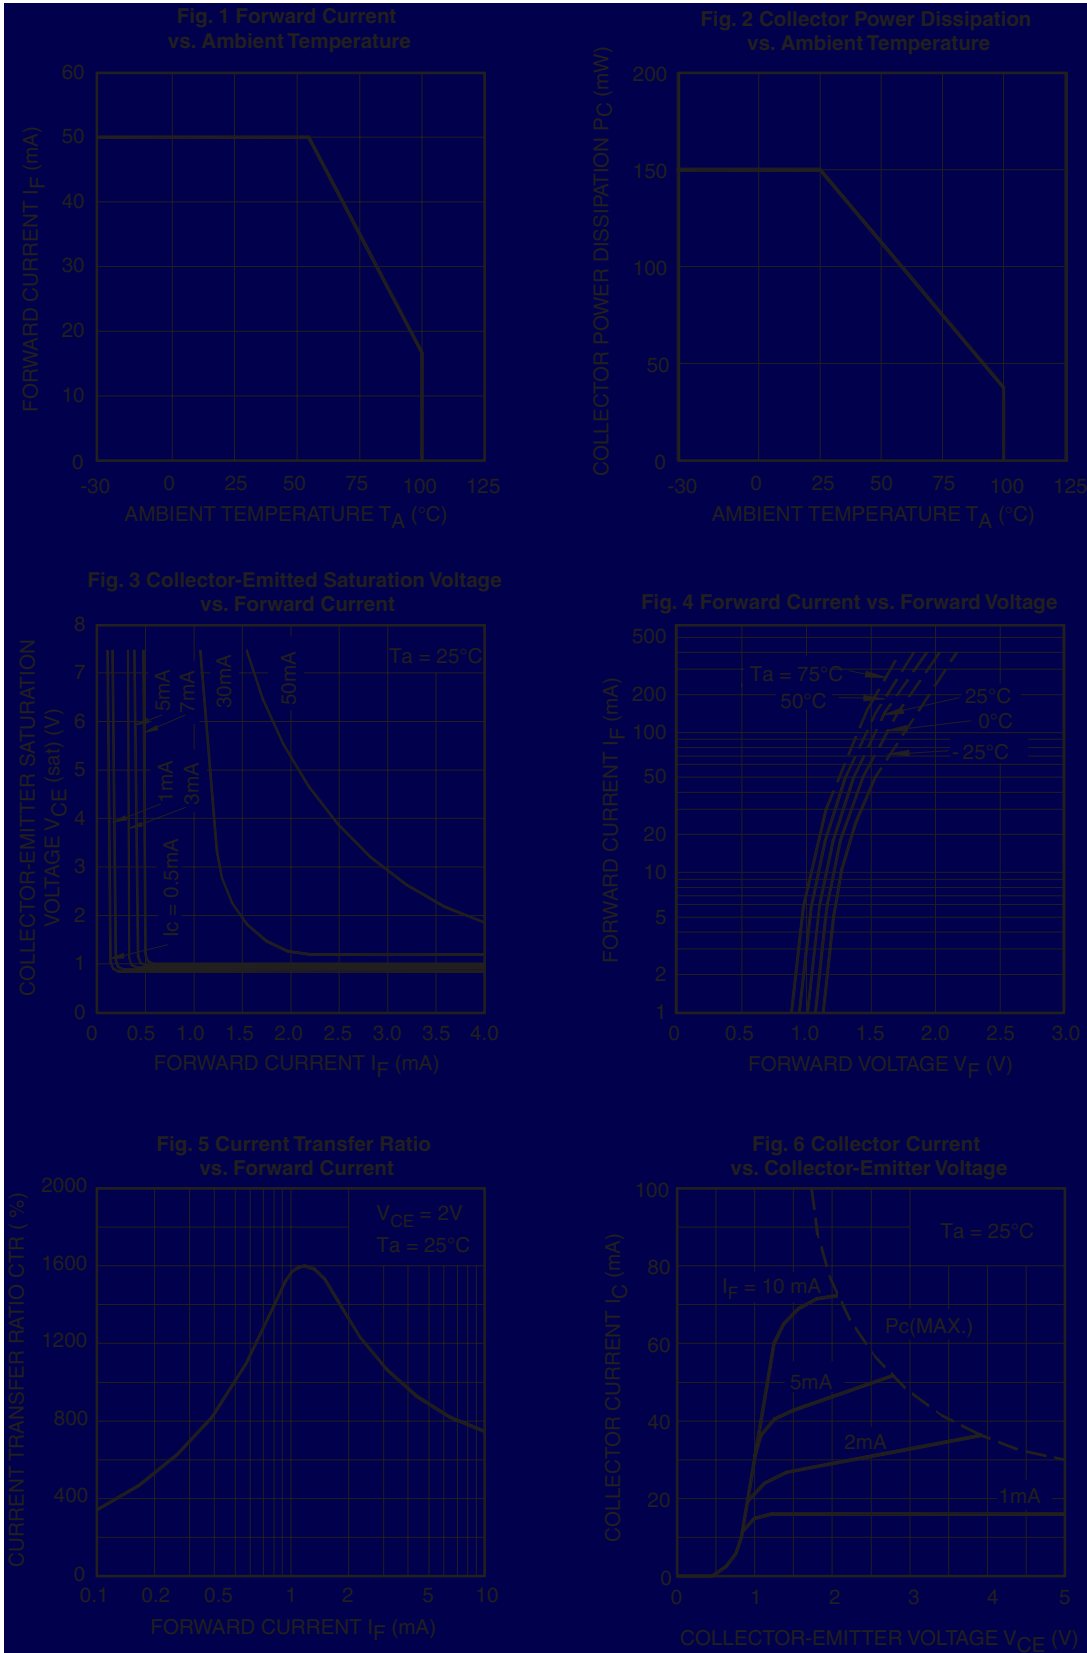 Fig. 1 Forward Current
vs. Ambient Temperature
FORWARD CURRENT IF (mA)
60
50
40
30
20
10
0
-30 0 25 50 75 100 125
AMBIENT TEMPERATURE TA (°C)
Fig. 2 Collector Power Dissipation
vs. Ambient Temperature
COLLECTOR POWER DISSIPATION PC (mW)
200
150
100
50
0
-30 0 25 50 75 100 125
AMBIENT TEMPERATURE TA (°C)
Fig. 3 Collector-Emitted Saturation Voltage
vs. Forward Current
COLLECTOR-EMITTER SATURATION
VOLTAGE VCE (sat) (V)
8
7
6
5
4
3
2
1
0
Ta = 25°C
5mA
7mA
30mA
50mA
1mA
3mA
Ic = 0.5mA
0 0.5 1.0 1.5 2.0 2.5 3.0 3.5 4.0
FORWARD CURRENT IF (mA)
Fig. 4 Forward Current vs. Forward Voltage
FORWARD CURRENT IF (mA)
500
200
100
50
20
10
5
2
1
Ta = 75°C
50°C
25°C
0°C
-25°C
0 0.5 1.0 1.5 2.0 2.5 3.0
FORWARD VOLTAGE VF (V)
Fig. 5 Current Transfer Ratio
vs. Forward Current
CURRENT TRANSFER RATIO CTR ( %)
2000
1600
1200
800
400
0
VCE = 2V
Ta = 25°C
0.1 0.2 0.5 1 2 5 10
FORWARD CURRENT IF (mA)
Fig. 6 Collector Current
vs. Collector-Emitter Voltage
COLLECTOR CURRENT IC (mA)
100
80
60
40
20
0
Ta = 25°C
IF = 10 mA
Pc(MAX.)
5mA
2mA
1mA
0 1 2 3 4 5
COLLECTOR-EMITTER VOLTAGE VCE (V)